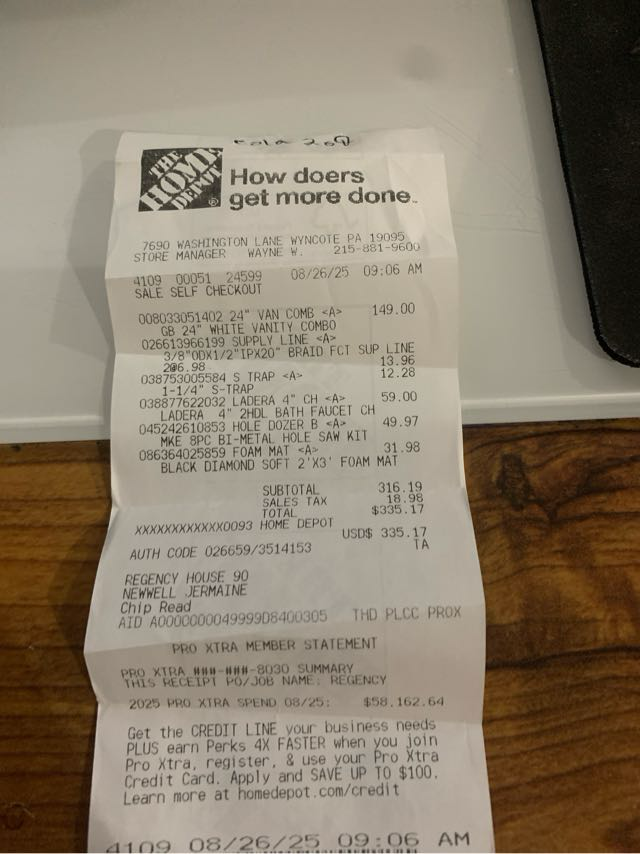 THE
HOME
DEPOT
®
How doers
get more done™
7690 WASHINGTON LANE WYNCOTE PA 19095
STORE MANAGER WAYNE W. 215-881-9600
4109 00051 24599 08/26/25 09:06 AM
SALE SELF CHECKOUT
008033051402 24" VAN COMB <A> 149.00
GB 24" WHITE VANITY COMBO
026613966199 SUPPLY LINE <A>
3/8"ODX1/2"IPX20" BRAID FCT SUP LINE
2@6.98 13.96
038753005584 S TRAP <A> 12.28
1-1/4" S-TRAP
038877622032 LADERA 4" CH <A> 59.00
LADERA 4" 2HDL BATH FAUCET CH
045242610853 HOLE DOZER B <A> 49.97
MKE 8PC BI-METAL HOLE SAW KIT
086364025859 FOAM MAT <A> 31.98
BLACK DIAMOND SOFT 2'X3' FOAM MAT
SUBTOTAL 316.19
SALES TAX 18.98
TOTAL $335.17
XXXXXXXXXXXX0093 HOME DEPOT
USD$ 335.17
AUTH CODE 026659/3514153 TA
REGENCY HOUSE 90
NEWWELL JERMAINE
Chip Read
AID A0000000049999D8400305 THD PLCC PROX
PRO XTRA MEMBER STATEMENT
PRO XTRA ###-###-8030 SUMMARY
THIS RECEIPT PO/JOB NAME: REGENCY
2025 PRO XTRA SPEND 08/25: $58,162.64
Get the CREDIT LINE your business needs
PLUS earn Perks 4X FASTER when you join
Pro Xtra, register, & use your Pro Xtra
Credit Card. Apply and SAVE UP TO $100.
Learn more at homedepot.com/credit
4109 08/26/25 09:06 AM